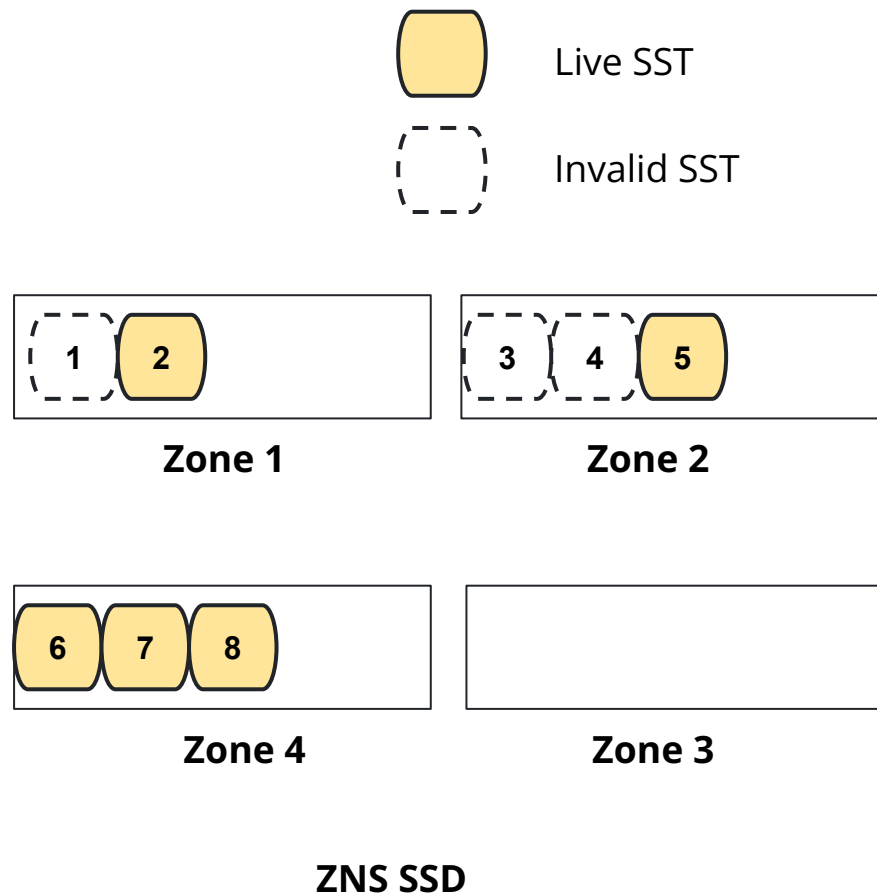 Live SST
Invalid SST
1 2
3 4 5
Zone 1
Zone 2
6 7 8
Zone 4
Zone 3
ZNS SSD